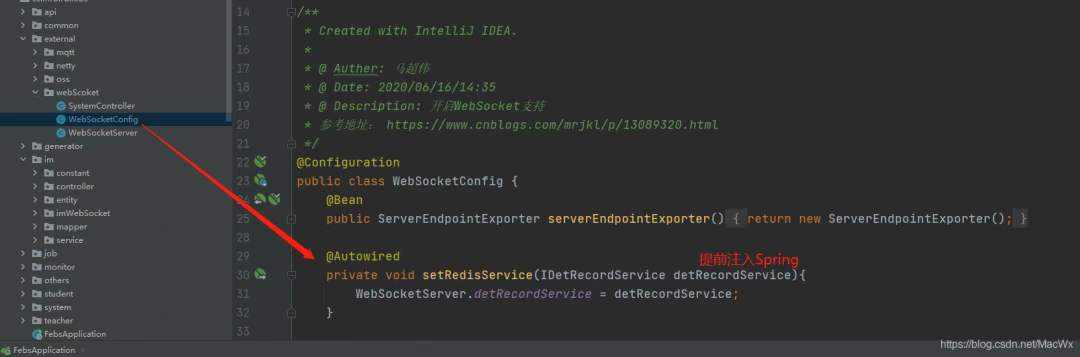 api
common
external
mqtt
netty
oss
webScoket
SystemController
WebSocketConfig
WebSocketServer
generator
im
constant
controller
entity
imWebSocket
mapper
service
job
monitor
others
student
system
teacher
FebsApplication
FebsApplication ×
14 /**
15 * Created with IntelliJ IDEA.
16 *
17 * @ Auther: 马超伟
18 * @ Date: 2020/06/16/14:35
19 * @ Description: 开启WebSocket支持
20 * 参考地址: https://www.cnblogs.com/mrjkl/p/13089320.html
21 */
22 @Configuration
23 public class WebSocketConfig {
24 @Bean
25 public ServerEndpointExporter serverEndpointExporter() { return new ServerEndpointExporter(); }
28
29 @Autowired
提前注入Spring
30 private void setRedisService(IDetRecordService detRecordService){
31 WebSocketServer.detRecordService = detRecordService;
32 }
33
https://blog.csdn.net/MacWx